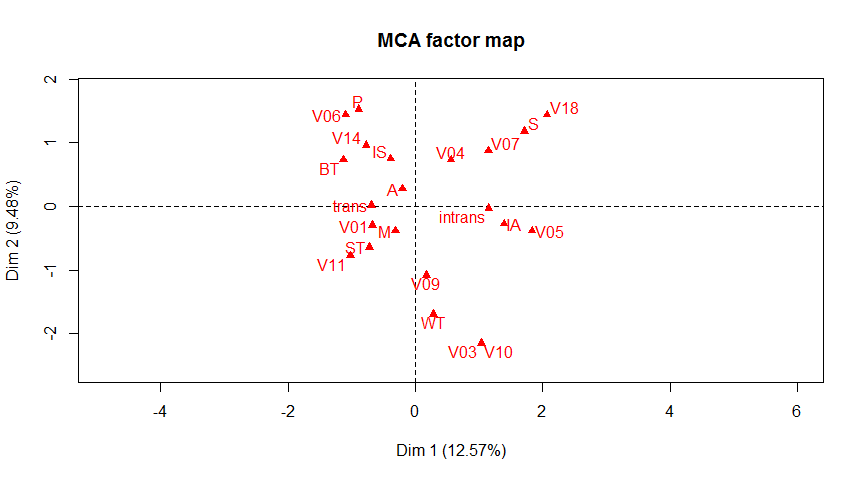 MCA factor map
2
P
V06
V18
S
1
V14
V07
IS
V04
BT
A
0
trans
intrans
V01
IA
M
V05
ST
V11
-1
V09
WT
-2
V03 V10
-4 -2 0 2 4 6
Dim 1 (12.57%)
Dim 2 (9.48%)